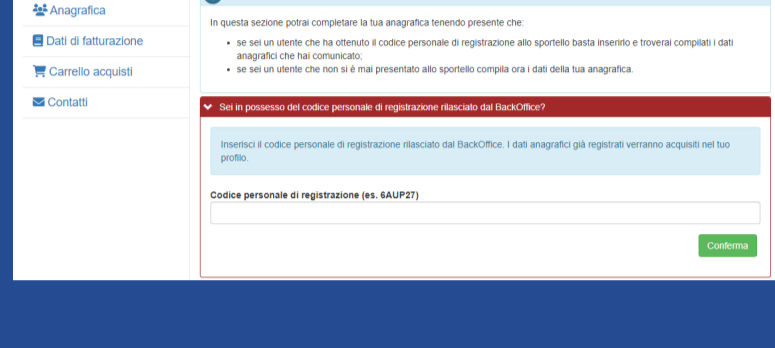 Anagrafica
Dati di fatturazione
Carrello acquisti
Contatti
In questa sezione potrai completare la tua anagrafica tenendo presente che:
se sei un utente che ha ottenuto il codice personale di registrazione allo sportello basta inserirlo e troverai compilati i dati
anagrafici che hai comunicato;
se sei un utente che non si è mai presentato allo sportello compila ora i dati della tua anagrafica.
Sei in possesso del codice personale di registrazione rilasciato dal BackOffice?
Inserisci il codice personale di registrazione rilasciato dal BackOffice. I dati anagrafici già registrati verranno acquisiti nel tuo
profilo.
Codice personale di registrazione (es. 6AUP27)
Conferma